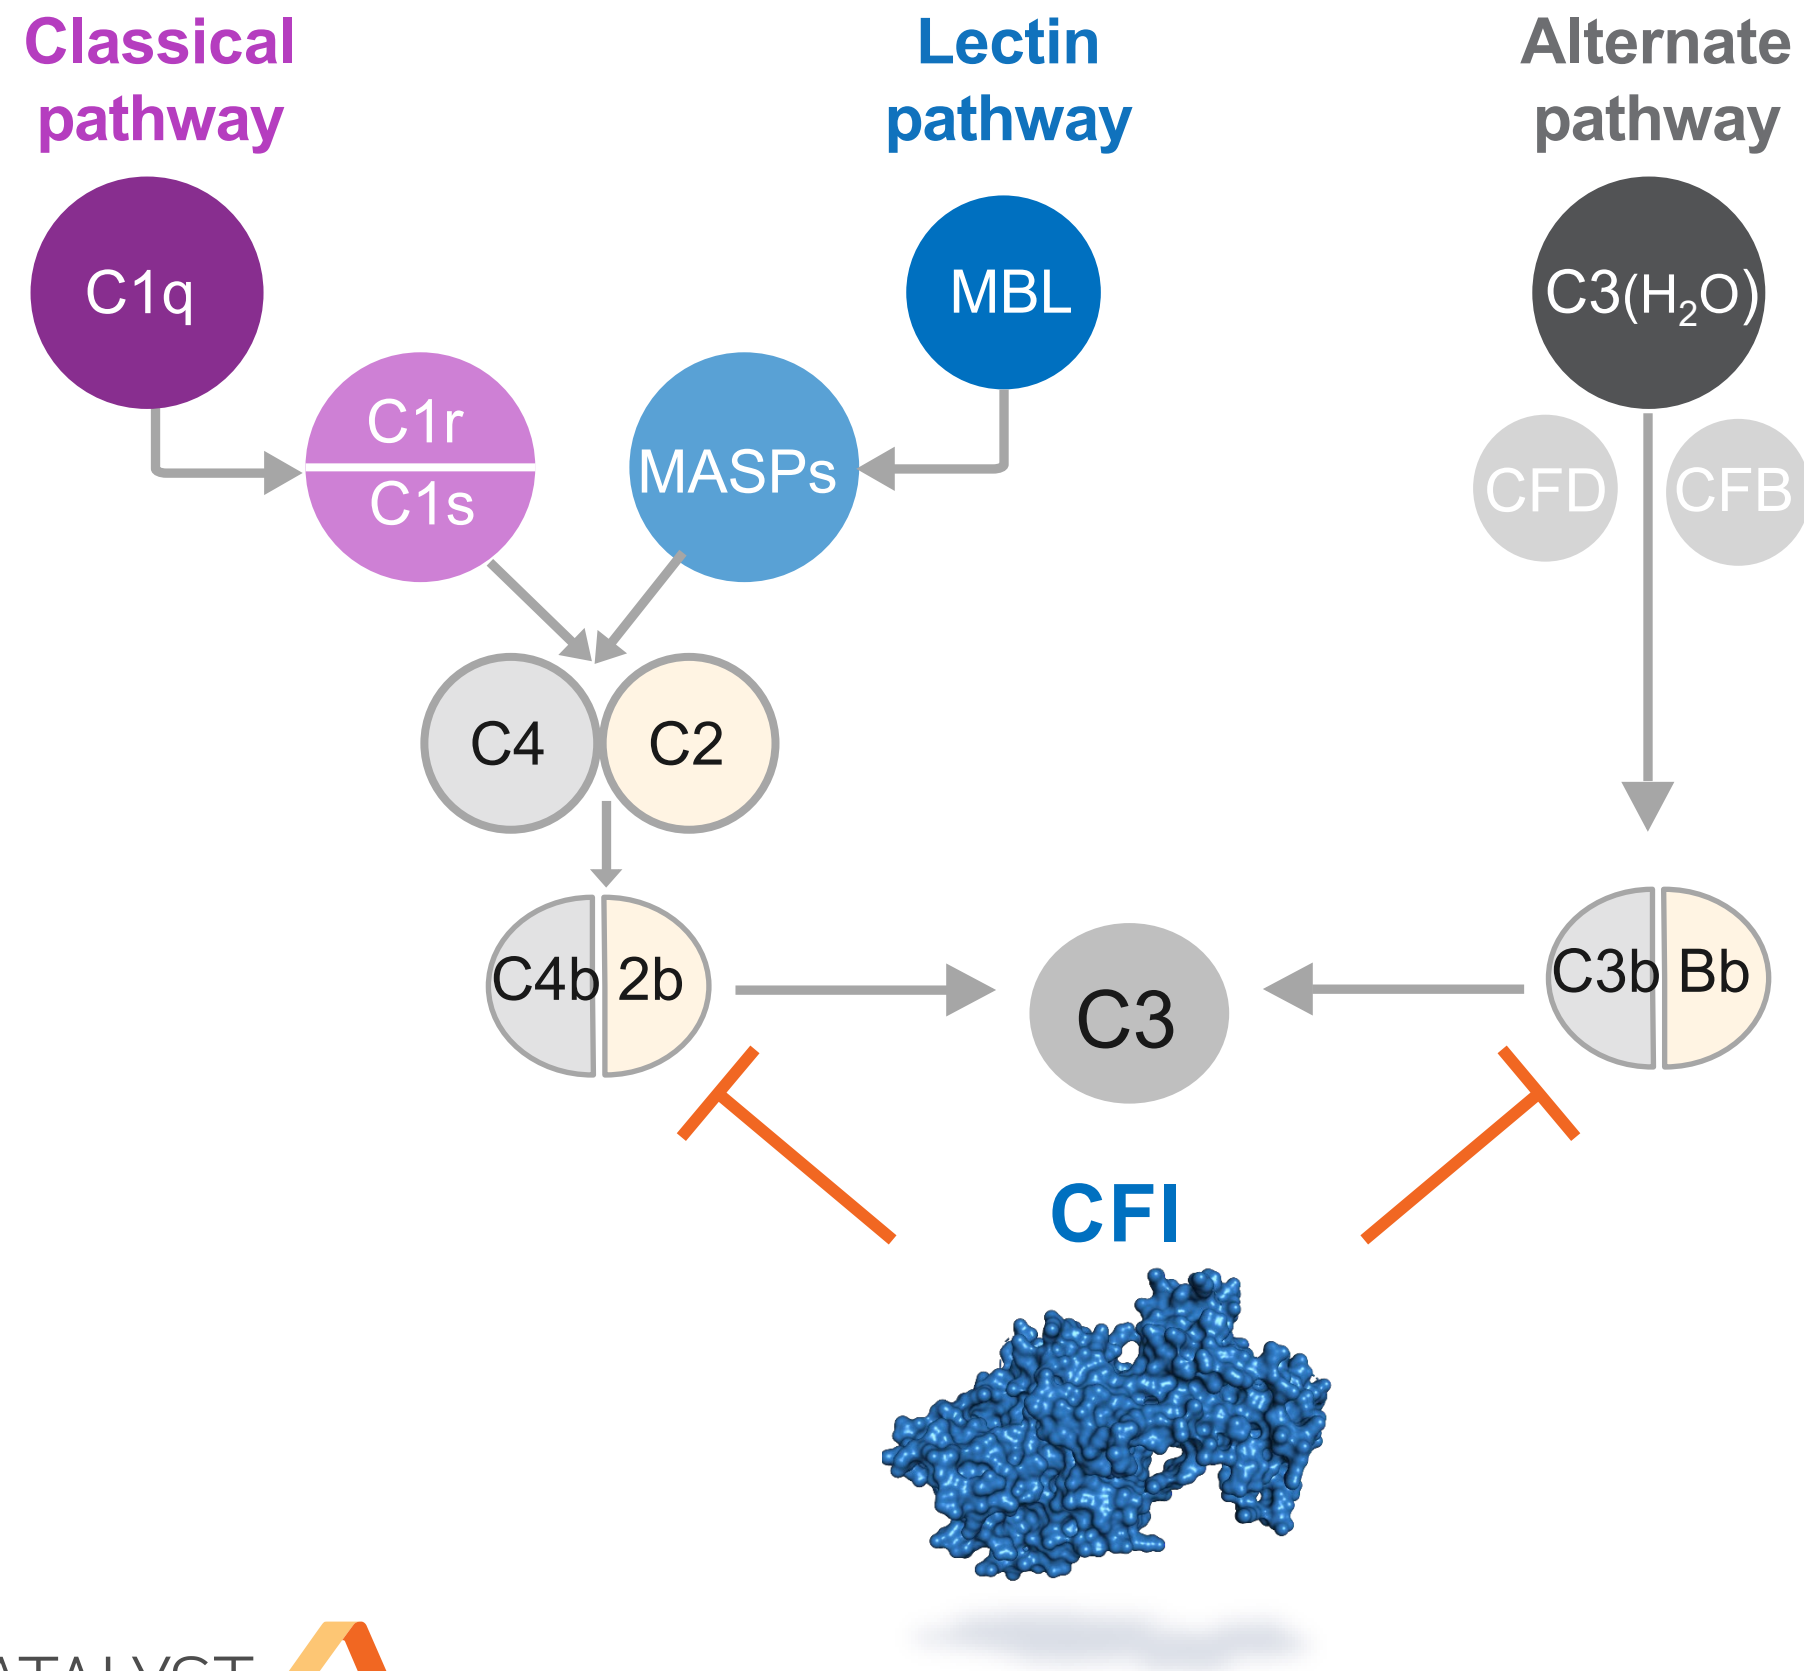 Classical
pathway
Lectin
pathway
Alternate
pathway
C1q
MBL
C3(H₂O)
C1r
C1s
MASPs
CFD
CFB
C4
C2
C4b
2b
C3
C3b
Bb
CFI